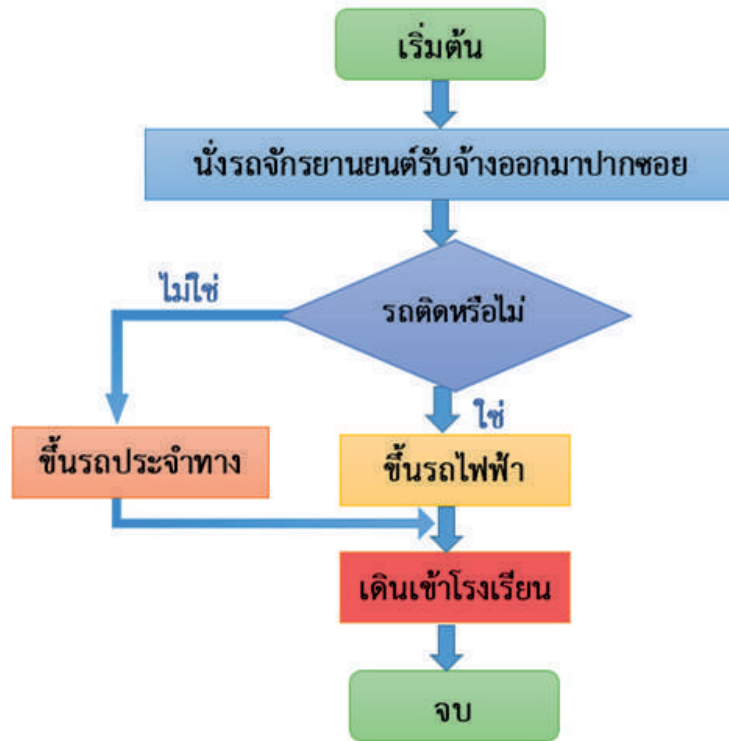 เริ่มต้น
นั่งรถจักรยานยนต์รับจ้างออกมาปากซอย
รถติดหรือไม่
ไม่ใช่
ใช่
ขึ้นรถประจำทาง
ขึ้นรถไฟฟ้า
เดินเข้าโรงเรียน
จบ